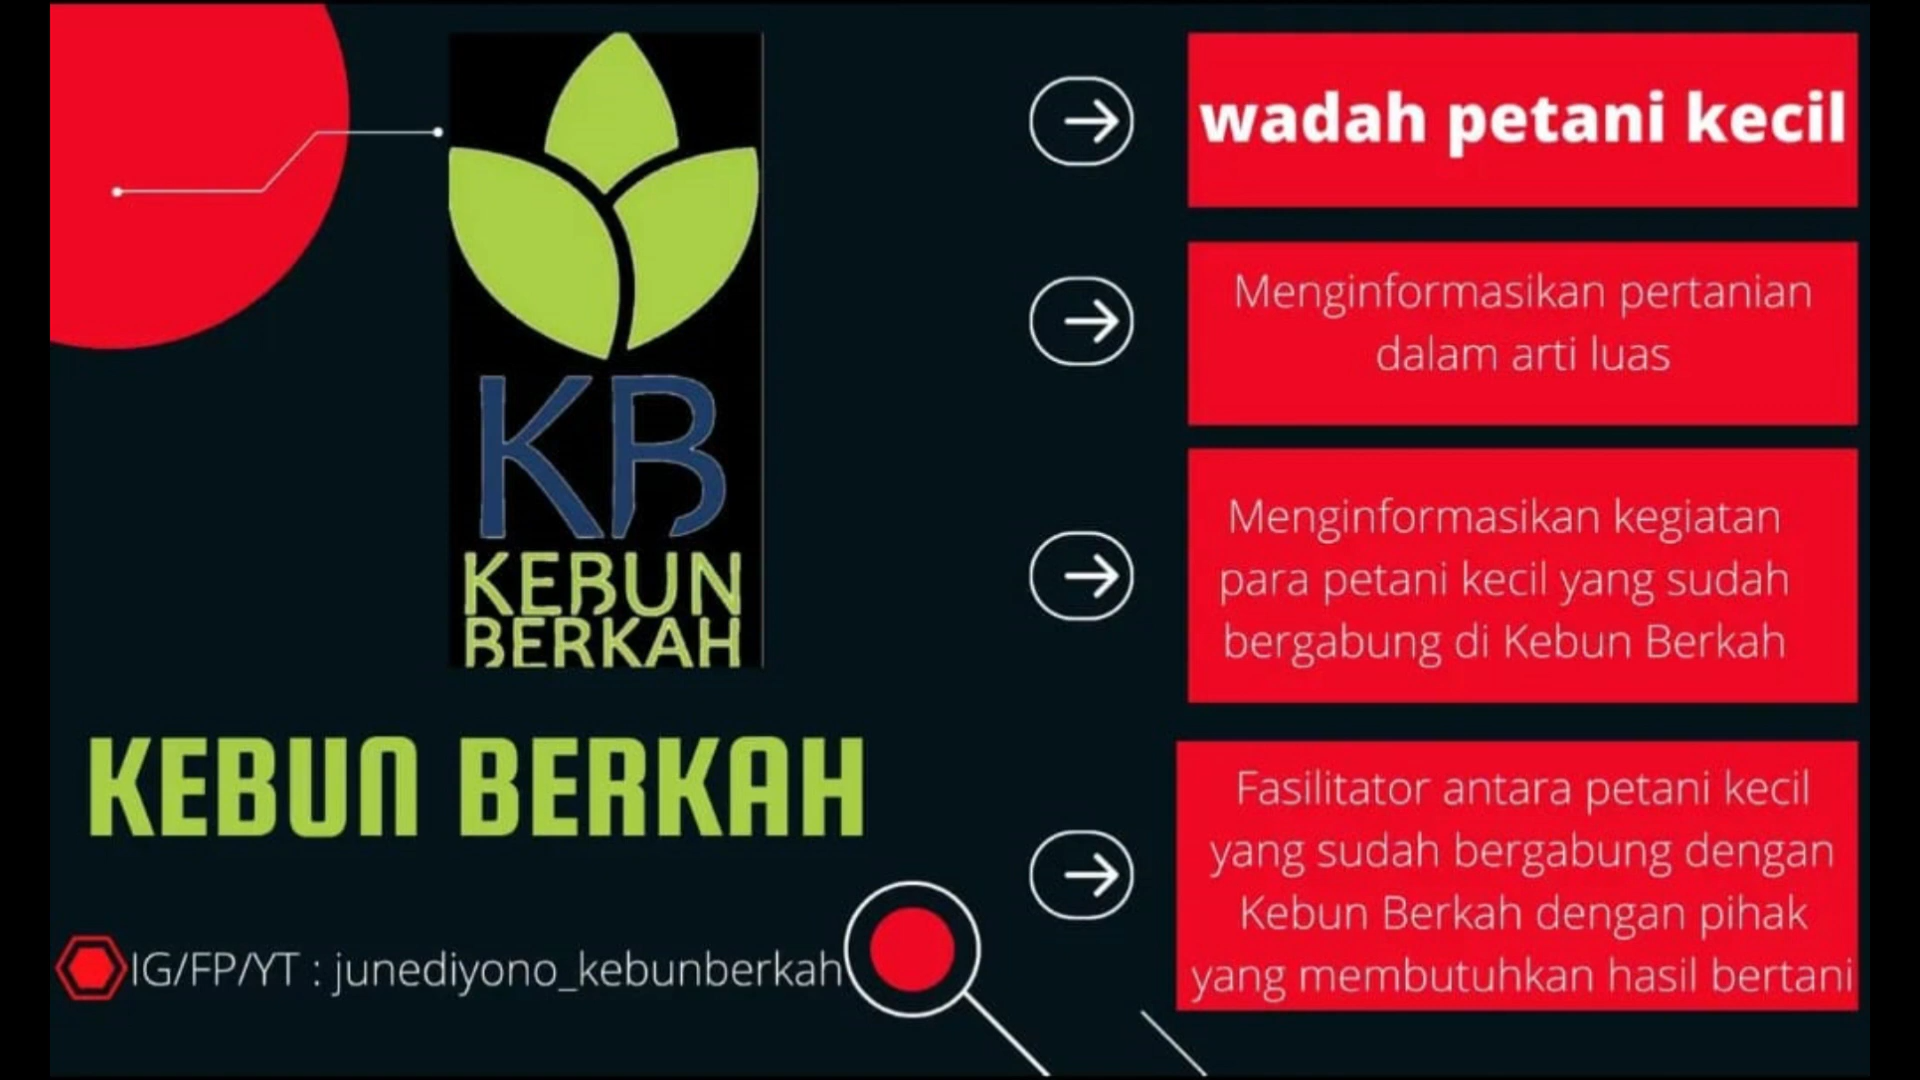 KB
KEBUN
BERKAH
KEBUN BERKAH
IG/FP/YT : junediyono_kebunberkah
wadah petani kecil
Menginformasikan pertanian
dalam arti luas
Menginformasikan kegiatan
para petani kecil yang sudah
bergabung di Kebun Berkah
Fasilitator antara petani kecil
yang sudah bergabung dengan
Kebun Berkah dengan pihak
yang membutuhkan hasil bertani